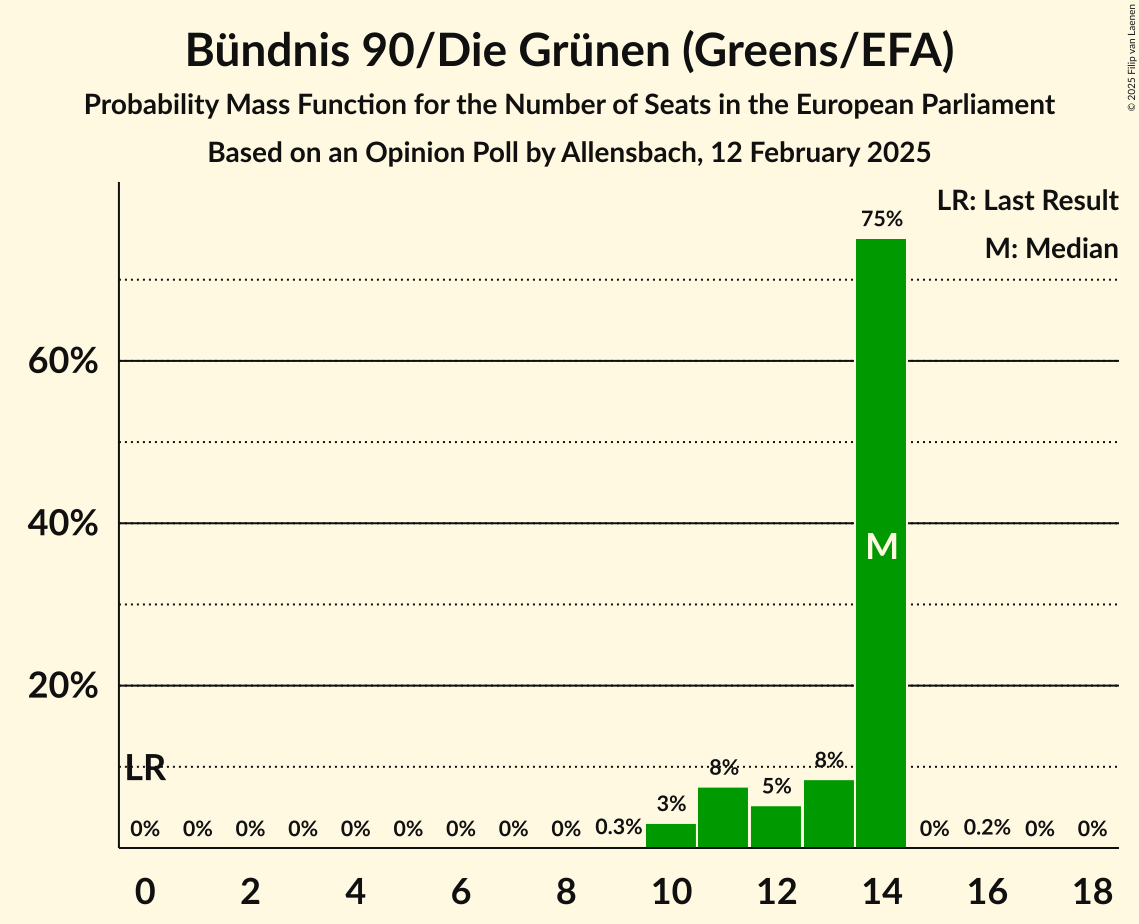 Bündnis 90/Die Grünen (Greens/EFA)
Probability Mass Function for the Number of Seats in the European Parliament
Based on an Opinion Poll by Allensbach, 12 February 2025
© 2025 Filip van Laenen
LR: Last Result
M: Median
75%
60%
40%
M
20%
LR
0% 0% 0% 0% 0% 0% 0% 0% 0% 0.3% 3% 8% 5% 8% 0% 0.2% 0% 0%
0 2 4 6 8 10 12 14 16 18